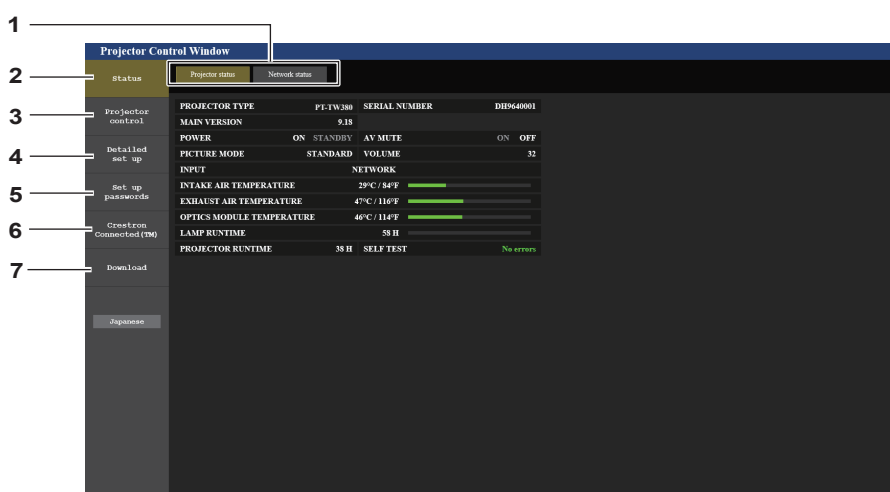 1
Projector Control Window
2
Status
Projector status Network status
3
Projector
control
4
Detailed
set up
5
Set up
passwords
6
Crestron
Connected(TM)
7
Download
Japanese
PROJECTOR TYPE PT-TW380 SERIAL NUMBER DH9640001
MAIN VERSION 9.18
POWER ON STANDBY AV MUTE ON OFF
PICTURE MODE STANDARD VOLUME 32
INPUT NETWORK
INTAKE AIR TEMPERATURE 29°C / 84°F
EXHAUST AIR TEMPERATURE 47°C / 116°F
OPTICS MODULE TEMPERATURE 46°C / 114°F
LAMP RUNTIME 58 H
PROJECTOR RUNTIME 38 H SELF TEST No errors